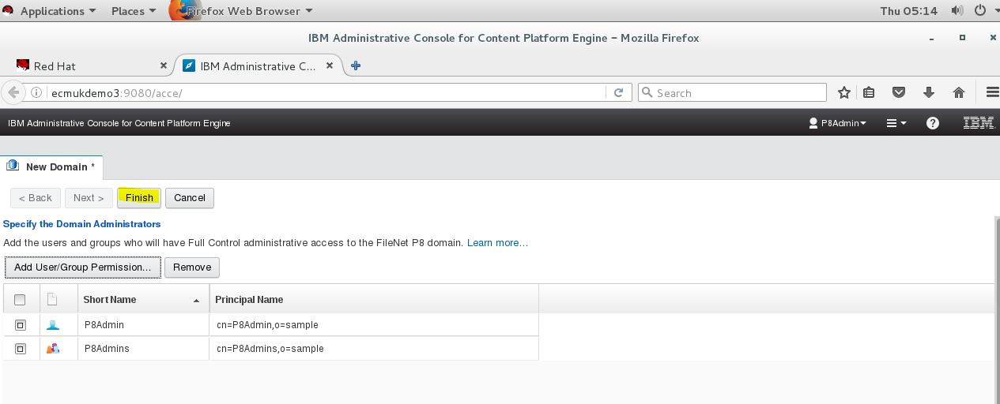 Applications Places Firefox Web Browser Thu 05:14
IBM Administrative Console for Content Platform Engine – Mozilla Firefox
Red Hat IBM Administrative C...
ecmukdemo3:9080/acce/ Search
IBM Administrative Console for Content Platform Engine P8Admin ? IBM
New Domain *
< Back Next > Finish Cancel
Specify the Domain Administrators
Add the users and groups who will have Full Control administrative access to the FileNet P8 domain. Learn more...
Add User/Group Permission... Remove
Short Name Principal Name
P8Admin cn=P8Admin,o=sample
P8Admins cn=P8Admins,o=sample